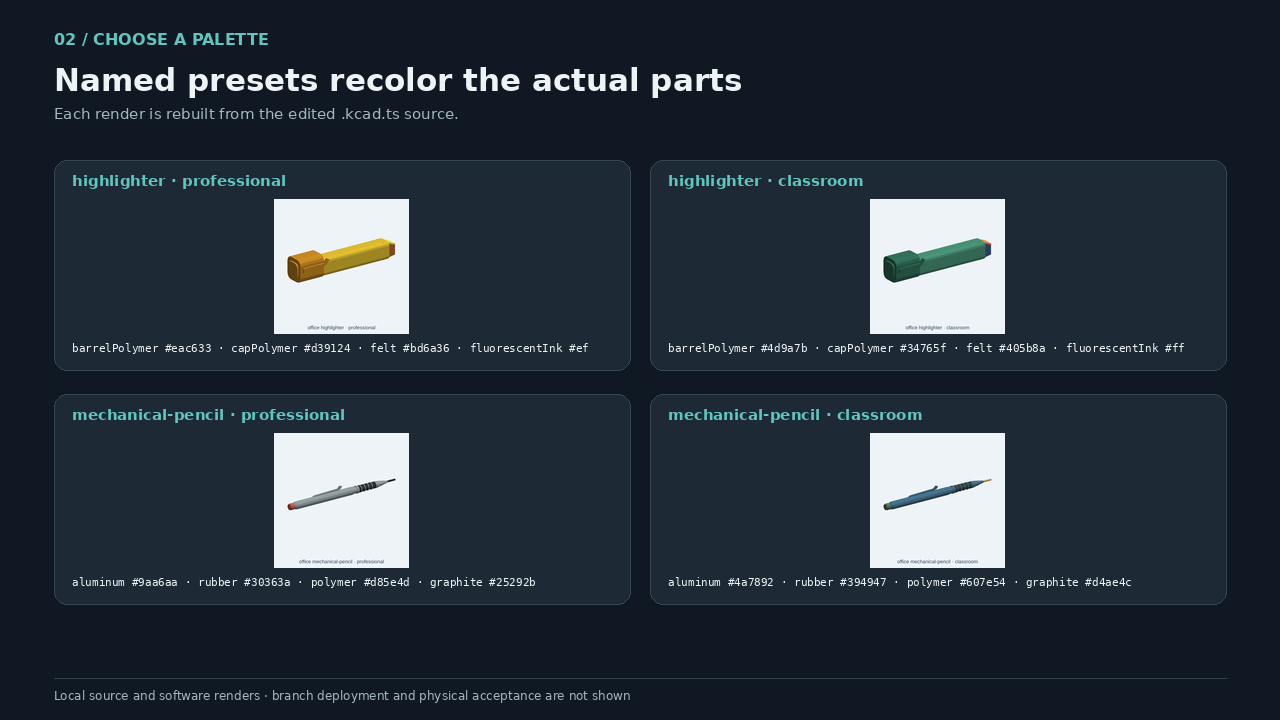 02 / CHOOSE A PALETTE
Named presets recolor the actual parts
Each render is rebuilt from the edited .kcad.ts source.
highlighter · professional
office highlighter · professional
barrelPolymer #eac633 · capPolymer #d39124 · felt #bd6a36 · fluorescentInk #ef
highlighter · classroom
office highlighter · classroom
barrelPolymer #4d9a7b · capPolymer #34765f · felt #405b8a · fluorescentInk #ff
mechanical-pencil · professional
office mechanical-pencil · professional
aluminum #9aa6aa · rubber #30363a · polymer #d85e4d · graphite #25292b
mechanical-pencil · classroom
office mechanical-pencil · classroom
aluminum #4a7892 · rubber #394947 · polymer #607e54 · graphite #d4ae4c
Local source and software renders · branch deployment and physical acceptance are not shown